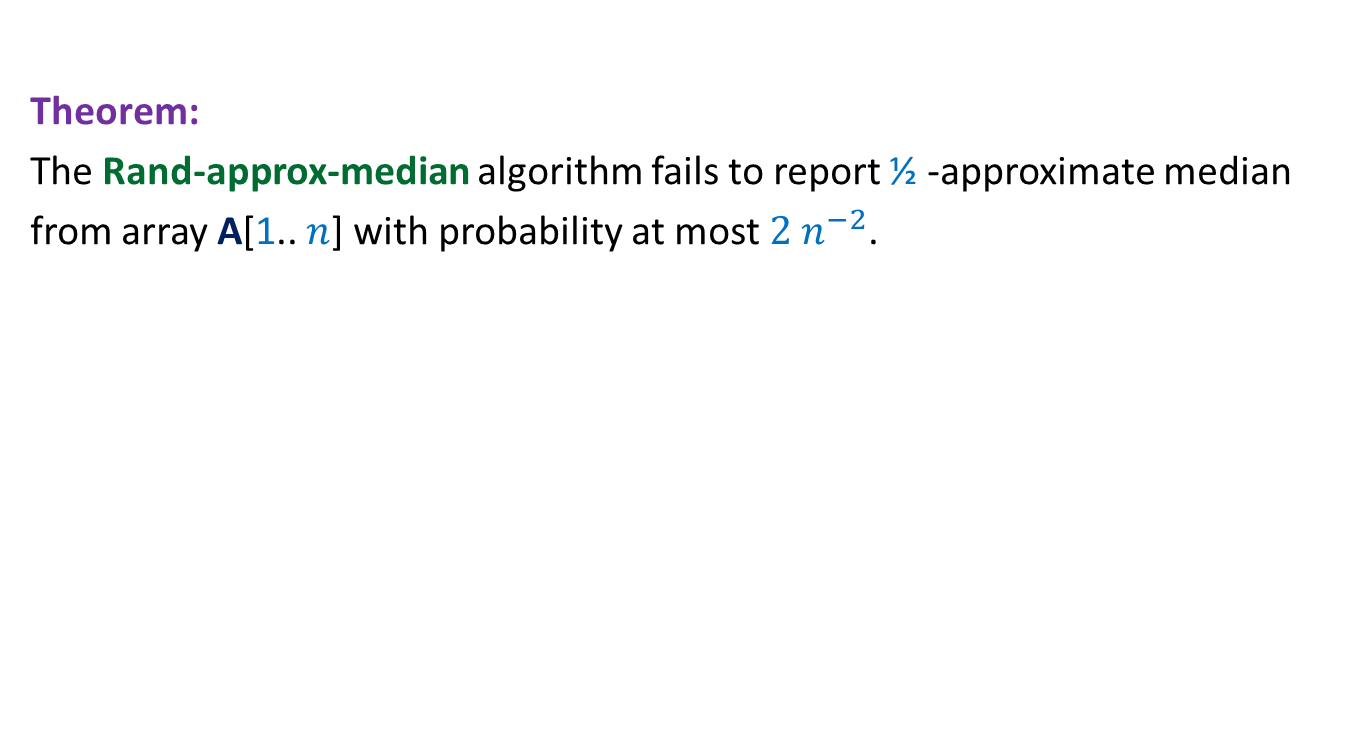 Theorem:
The Rand-approx-median algorithm fails to report ½ -approximate median
from array A[1.. n] with probability at most 2 n⁻².